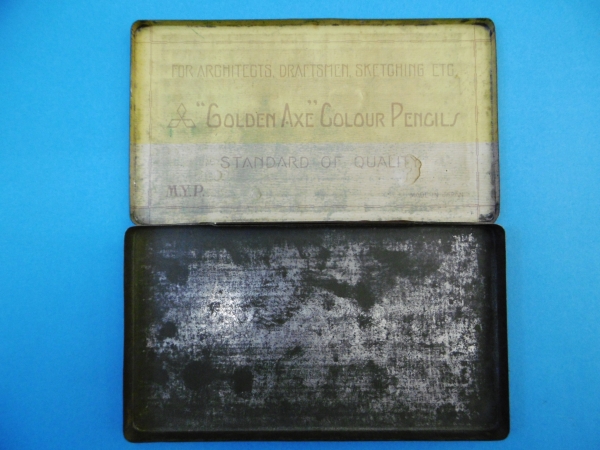 FOR ARCHITECTS, DRAFTSMEN, SKETCHING ETC.
"GOLDEN AXE" COLOUR PENCILS
STANDARD OF QUALITY
M.Y.P.